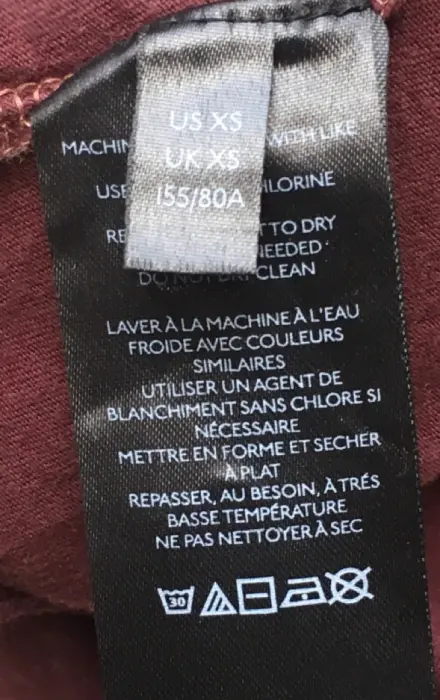 US XS
UK XS
155/80A
MACHIN WITH LIKE
USE HLORINE
RE T TO DRY
NEEDED
DO NOT DRY CLEAN
LAVER À LA MACHINE À L'EAU
FROIDE AVEC COULEURS
SIMILAIRES
UTILISER UN AGENT DE
BLANCHIMENT SANS CHLORE SI
NÉCESSAIRE
METTRE EN FORME ET SECHER
À PLAT
REPASSER, AU BESOIN, À TRÉS
BASSE TEMPÉRATURE
NE PAS NETTOYER À SEC
30